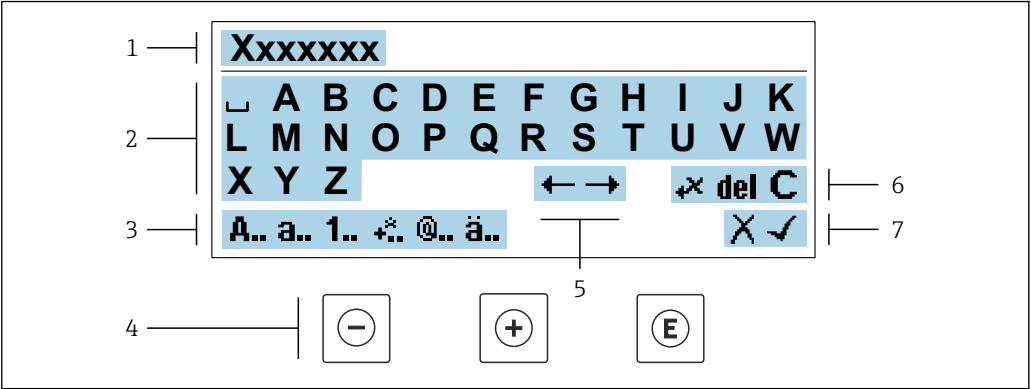 1 Xxxxxxx
2 ␣ A B C D E F G H I J K
L M N O P Q R S T U V W
X Y Z ← → ←x del C 6
3 A.. a.. 1.. +×.. @.. ä.. X ✓ 7
5
4 − + E